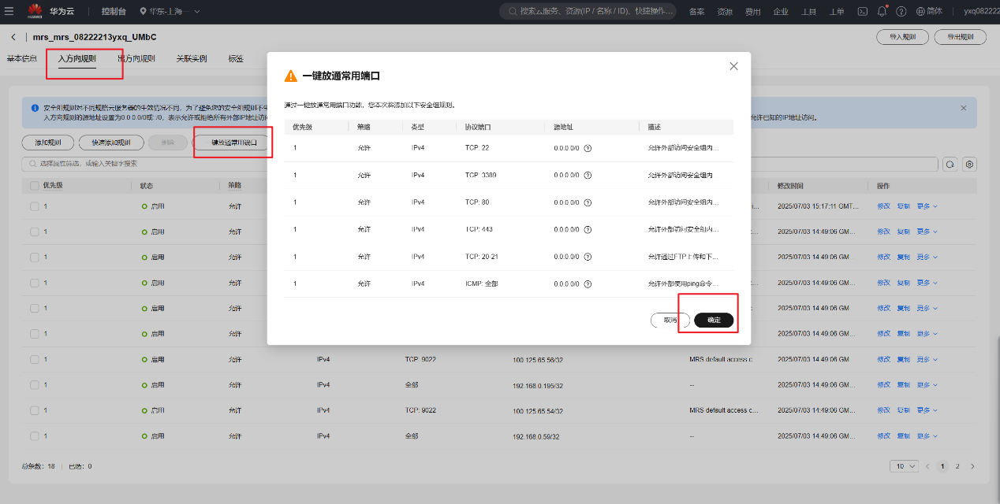 HUAWEI 华为云 控制台 华东-上海一 搜索云服务、资源(IP / 名称 / ID)、快捷操作... 备案 资源 费用 企业 工具 工单 简体 yxq082222
mrs_mrs_08222213yxq_UMbC 导入规则 导出规则
基本信息 入方向规则 出方向规则 关联实例 标签
安全组规则对不同规格云服务器的生效情况不同，为了避免您的安全组规则不生
入方向规则的源地址设置为0.0.0.0/0或::/0，表示允许或拒绝所有外部IP地址访问 允许已知的IP地址访问。
添加规则 快速添加规则 删除 一键放通常用端口
选择属性筛选，或输入关键字搜索
优先级 状态 策略 修改时间 操作
1 启用 允许 2025/07/03 15:17:11 GMT... 修改 复制 更多
1 启用 允许 2025/07/03 14:49:06 GM... 修改 复制 更多
1 启用 允许 2025/07/03 14:49:06 GM... 修改 复制 更多
1 启用 允许 2025/07/03 14:49:06 GM... 修改 复制 更多
1 启用 允许 2025/07/03 14:49:06 GM... 修改 复制 更多
1 启用 允许 2025/07/03 14:49:06 GM... 修改 复制 更多
1 启用 允许 IPv4 TCP: 9022 100.125.65.56/32 MRS default access c 2025/07/03 14:49:06 GM 修改 复制 更多
1 启用 允许 IPv4 全部 192.168.0.195/32 -- 2025/07/03 14:49:06 GM... 修改 复制 更多
1 启用 允许 IPv4 TCP: 9022 100.125.65.54/32 MRS default access c... 2025/07/03 14:49:06 GM... 修改 复制 更多
1 启用 允许 IPv4 全部 192.168.0.59/32 -- 2025/07/03 14:49:06 GM... 修改 复制 更多
总条数: 18 已选: 0 10 1 2
一键放通常用端口
通过一键放通常用端口功能，您本次将添加以下安全组规则。
优先级 策略 类型 协议端口 源地址 描述
1 允许 IPv4 TCP: 22 0.0.0.0/0 允许外部访问安全组内...
1 允许 IPv4 TCP: 3389 0.0.0.0/0 允许外部访问安全组内
1 允许 IPv4 TCP: 80 0.0.0.0/0 允许外部访问安全组内...
1 允许 IPv4 TCP: 443 0.0.0.0/0 允许外部访问安全组内...
1 允许 IPv4 TCP: 20-21 0.0.0.0/0 允许通过FTP上传和下...
1 允许 IPv4 ICMP: 全部 0.0.0.0/0 允许外部使用ping命令...
取消 确定